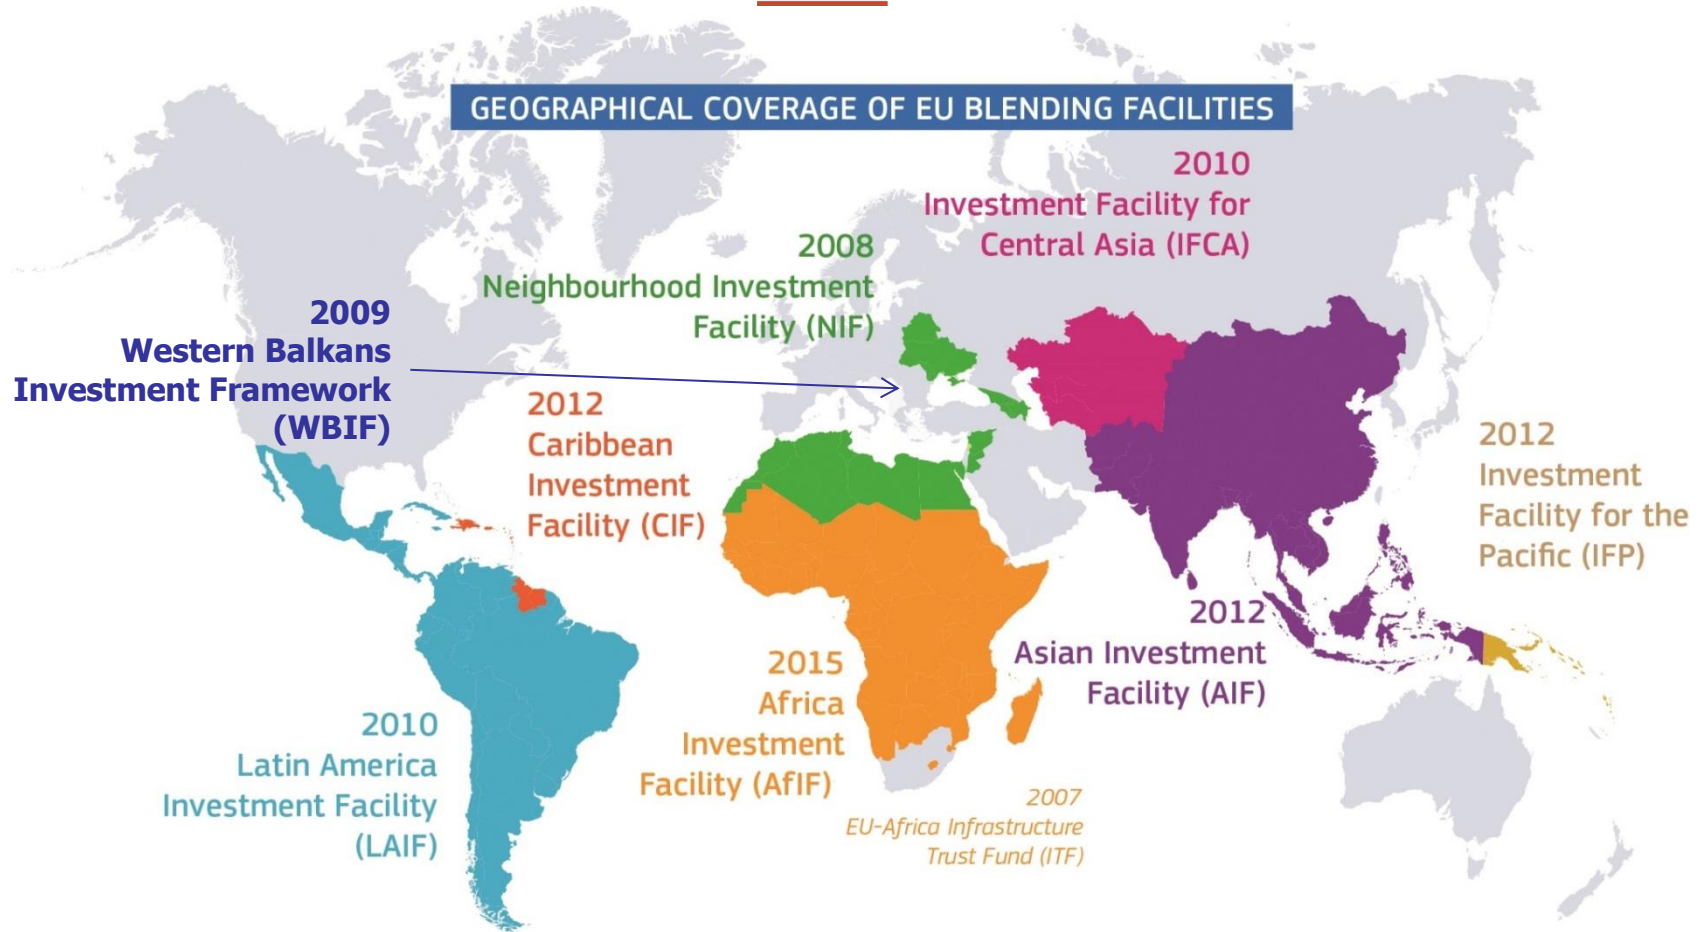 GEOGRAPHICAL COVERAGE OF EU BLENDING FACILITIES
2010
Investment Facility for
Central Asia (IFCA)
2008
Neighbourhood Investment
Facility (NIF)
2009
Western Balkans
Investment Framework
(WBIF)
2012
Caribbean
Investment
Facility (CIF)
2012
Investment
Facility for the
Pacific (IFP)
2012
Asian Investment
Facility (AIF)
2015
Africa
Investment
Facility (AfIF)
2010
Latin America
Investment Facility
(LAIF)
2007
EU-Africa Infrastructure
Trust Fund (ITF)